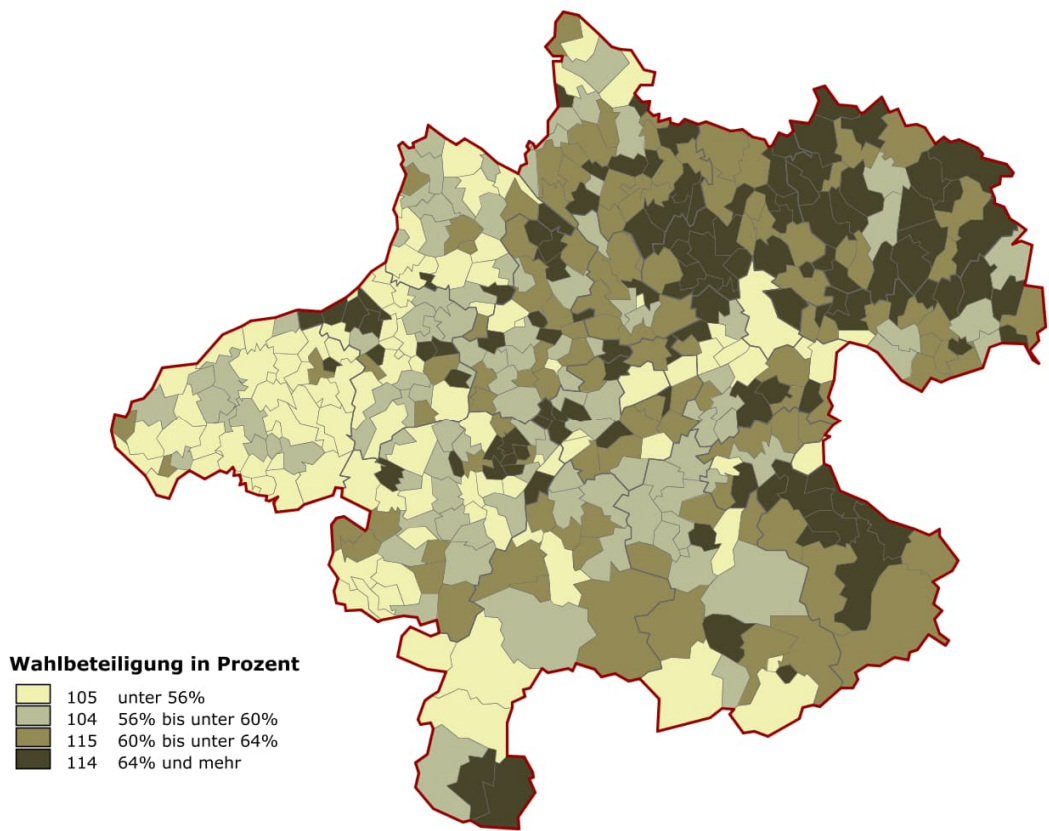 Wahlbeteiligung in Prozent
105 unter 56%
104 56% bis unter 60%
115 60% bis unter 64%
114 64% und mehr